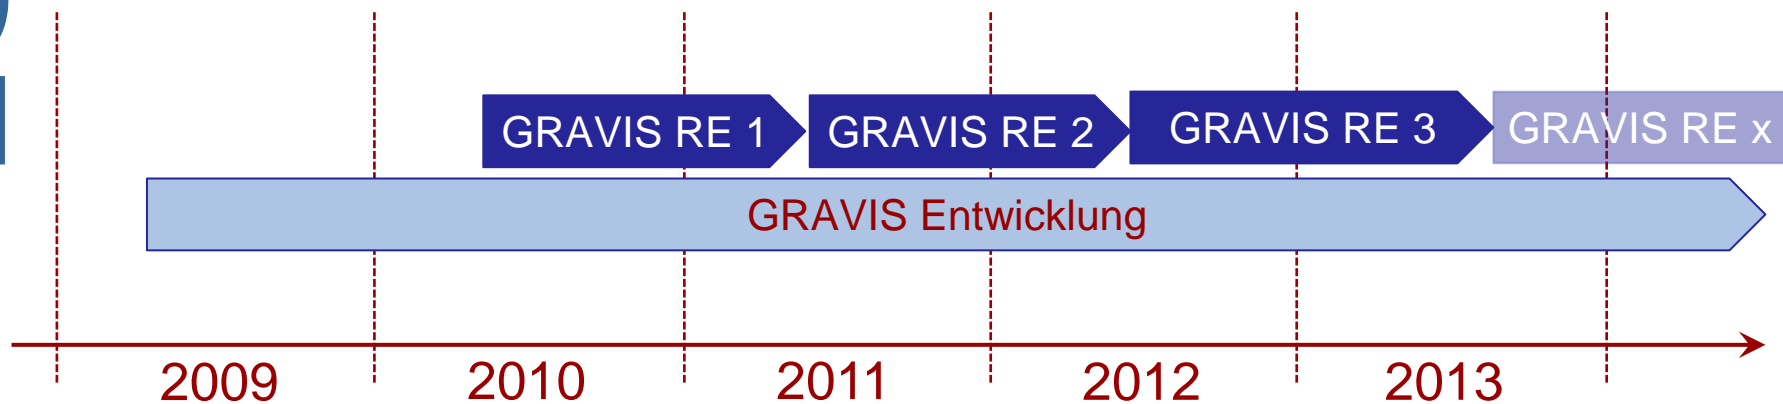 GRAVIS RE 1
GRAVIS RE 2
GRAVIS RE 3
GRAVIS RE x
GRAVIS Entwicklung
2009
2010
2011
2012
2013